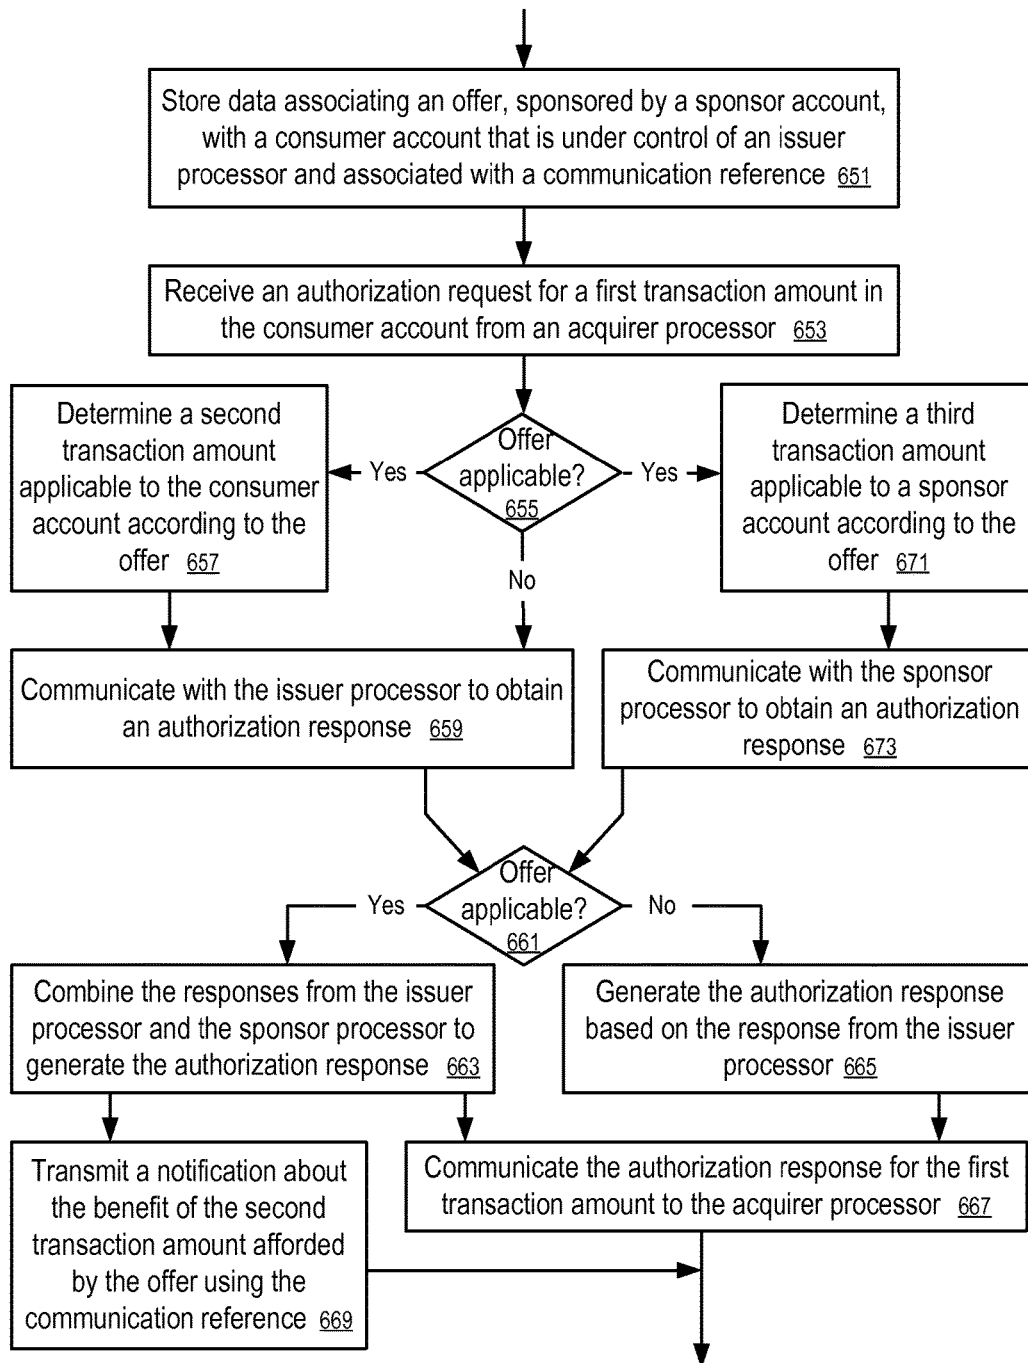 Store data associating an offer, sponsored by a sponsor account,
with a consumer account that is under control of an issuer
processor and associated with a communication reference 651
Receive an authorization request for a first transaction amount in
the consumer account from an acquirer processor 653
Determine a second
transaction amount
applicable to the consumer
account according to the
offer 657
Yes
Offer
applicable?
655
Yes
No
Determine a third
transaction amount
applicable to a sponsor
account according to the
offer 671
Communicate with the issuer processor to obtain
an authorization response 659
Communicate with the sponsor
processor to obtain an authorization
response 673
Yes
Offer
applicable?
661
No
Combine the responses from the issuer
processor and the sponsor processor to
generate the authorization response 663
Generate the authorization response
based on the response from the issuer
processor 665
Transmit a notification about
the benefit of the second
transaction amount afforded
by the offer using the
communication reference 669
Communicate the authorization response for the first
transaction amount to the acquirer processor 667